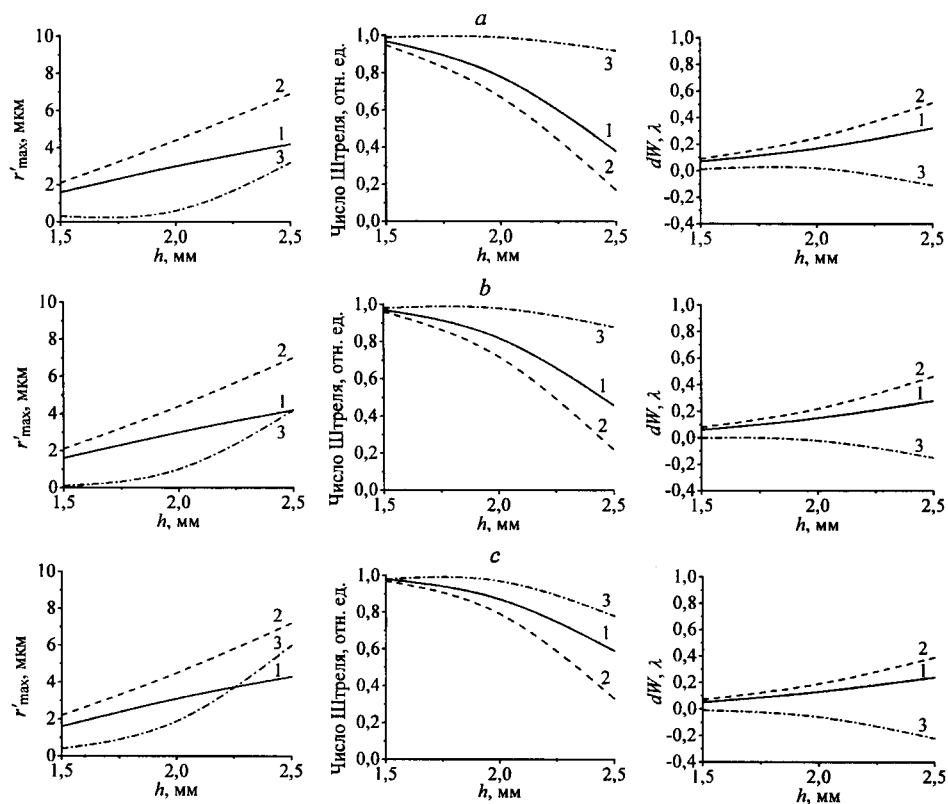 a
10
8
6
4
2
0
r'max, мкм
2
1
3
1,5 2,0 2,5
h, мм
1,0
0,8
0,6
0,4
0,2
0,0
Число Штреля, отн. ед.
3
1
2
1,5 2,0 2,5
h, мм
1,0
0,8
0,6
0,4
0,2
0,0
-0,2
-0,4
dW, λ
2
1
3
1,5 2,0 2,5
h, мм
b
10
8
6
4
2
0
r'max, мкм
2
1
3
1,5 2,0 2,5
h, мм
1,0
0,8
0,6
0,4
0,2
0,0
Число Штреля, отн. ед.
3
1
2
1,5 2,0 2,5
h, мм
1,0
0,8
0,6
0,4
0,2
0,0
-0,2
-0,4
dW, λ
2
1
3
1,5 2,0 2,5
h, мм
c
10
8
6
4
2
0
r'max, мкм
2
3
1
1,5 2,0 2,5
h, мм
1,0
0,8
0,6
0,4
0,2
0,0
Число Штреля, отн. ед.
3
1
2
1,5 2,0 2,5
h, мм
1,0
0,8
0,6
0,4
0,2
0,0
-0,2
-0,4
dW, λ
2
1
3
1,5 2,0 2,5
h, мм